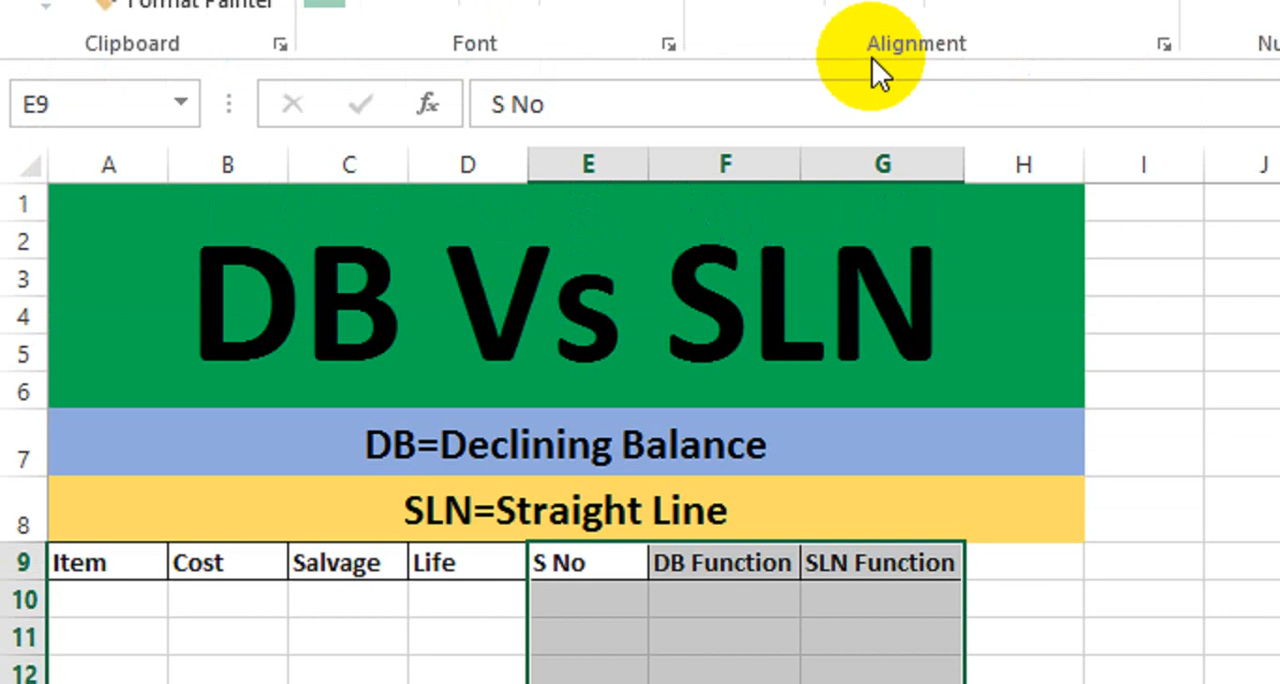 Format Painter
Clipboard Font Alignment
E9 fx S No
A B C D E F G H I J
1
2
3
4
5
6
DB Vs SLN
7 DB=Declining Balance
8 SLN=Straight Line
9 Item Cost Salvage Life S No DB Function SLN Function
10
11
12